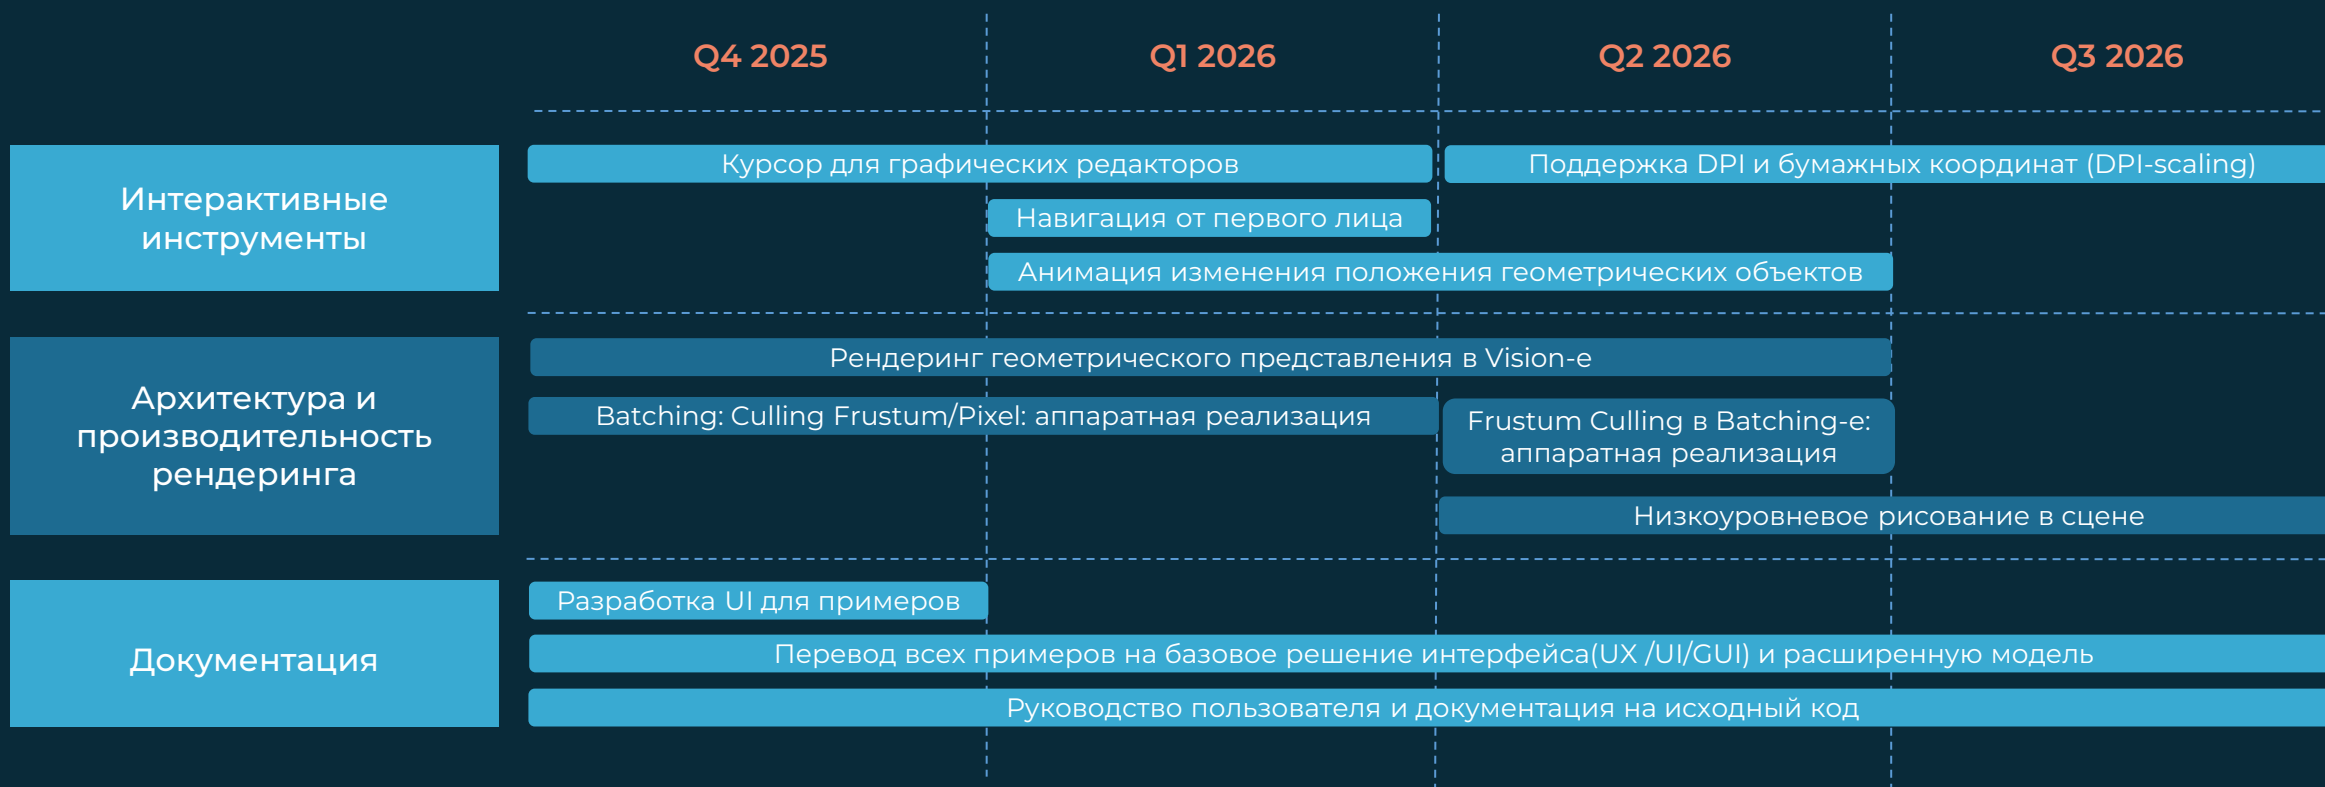 Q4 2025
Q1 2026
Q2 2026
Q3 2026
Интерактивные
инструменты
Курсор для графических редакторов
Поддержка DPI и бумажных координат (DPI-scaling)
Навигация от первого лица
Анимация изменения положения геометрических объектов
Архитектура и
производительность
рендеринга
Рендеринг геометрического представления в Vision-е
Batching: Culling Frustum/Pixel: аппаратная реализация
Frustum Culling в Batching-е:
аппаратная реализация
Низкоуровневое рисование в сцене
Документация
Разработка UI для примеров
Перевод всех примеров на базовое решение интерфейса(UX /UI/GUI) и расширенную модель
Руководство пользователя и документация на исходный код